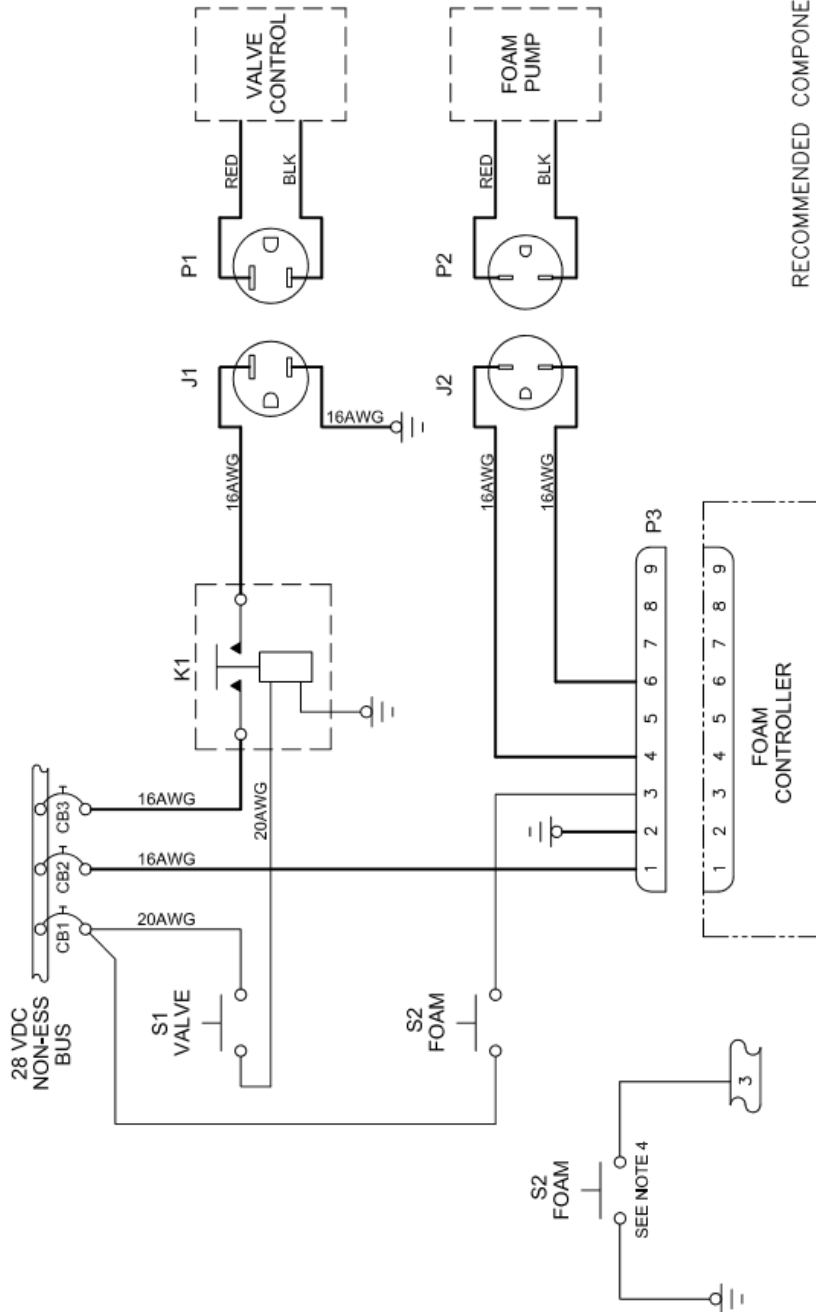 28 VDC
NON-ESS
BUS
CB1
CB2
CB3
20AWG
16AWG
16AWG
S1
VALVE
20AWG
K1
16AWG
J1
16AWG
P1
RED
BLK
VALVE
CONTROL
S2
FOAM
16AWG
16AWG
J2
P2
RED
BLK
FOAM
PUMP
P3
1 2 3 4 5 6 7 8 9
1 2 3 4 5 6 7 8 9
FOAM
CONTROLLER
S2
FOAM
SEE NOTE 4
3
RECOMMENDED COMPONE